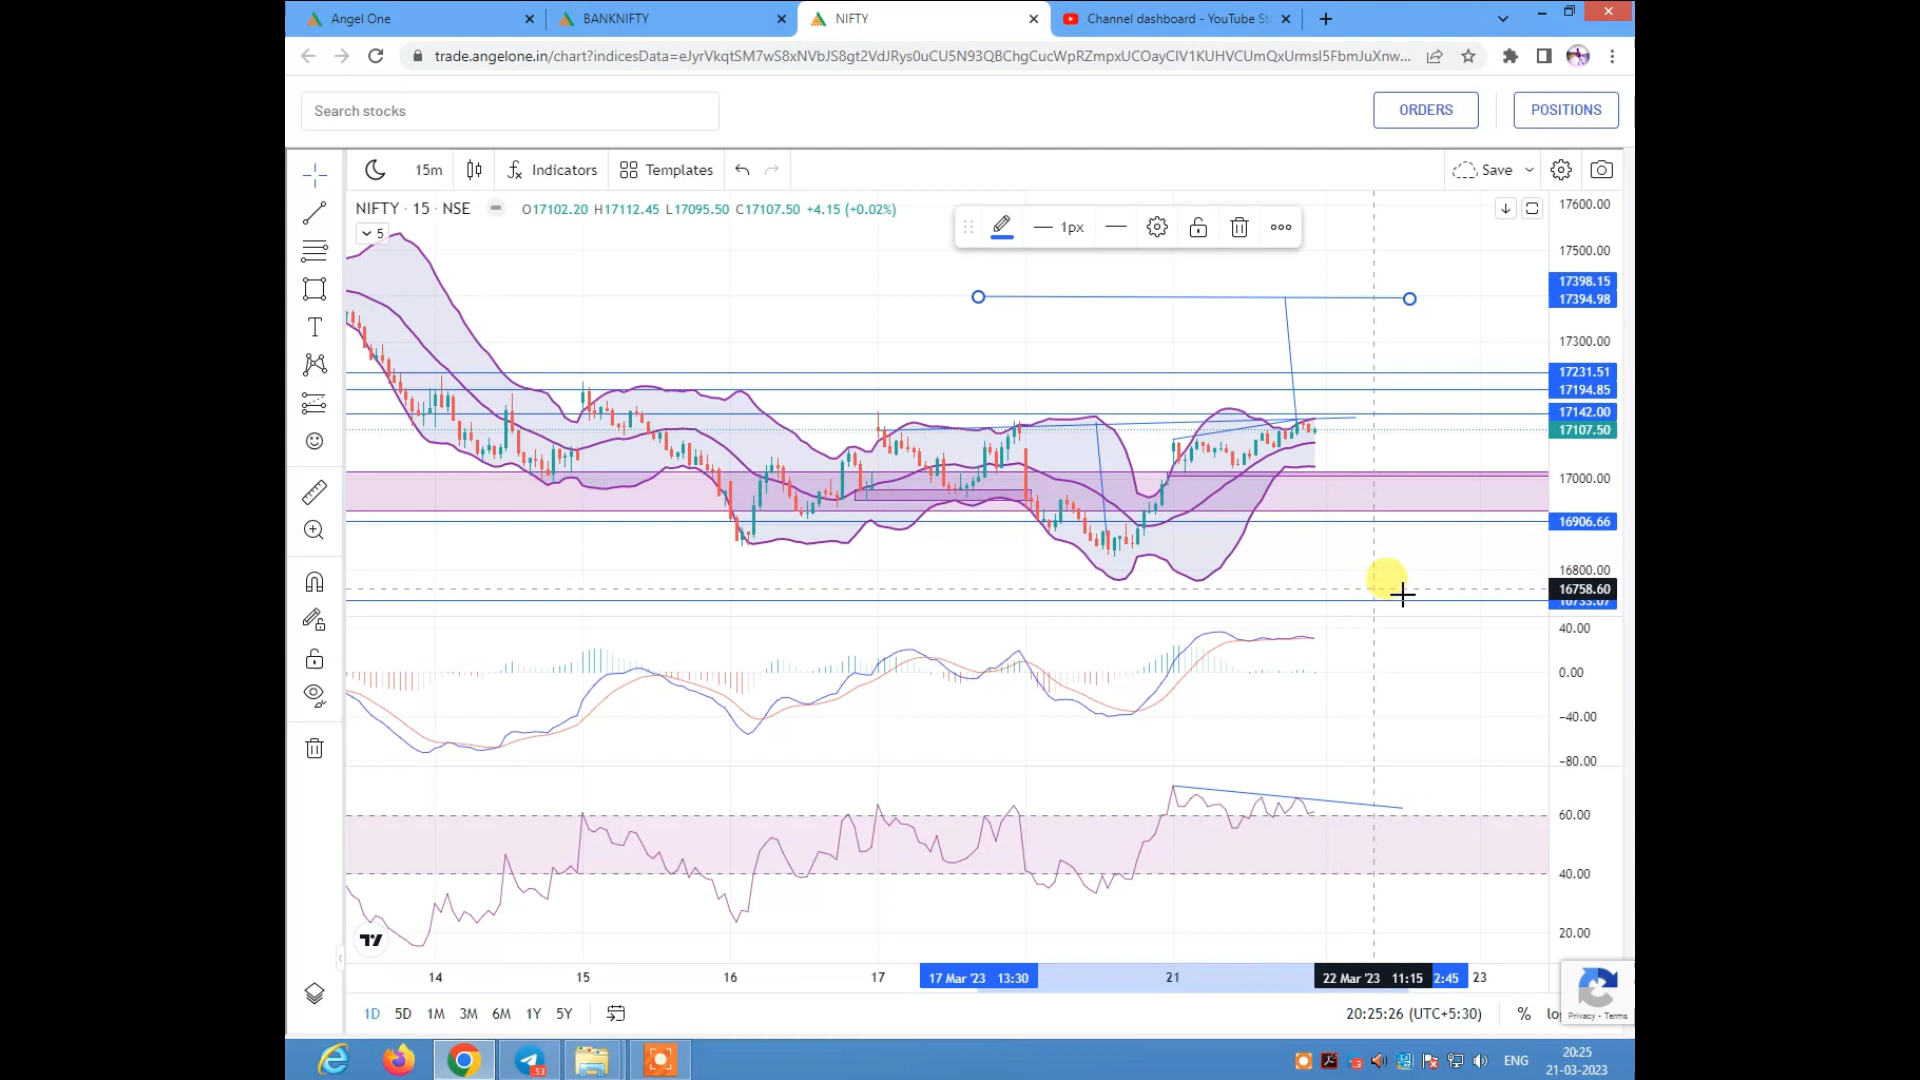 Angel One
BANKNIFTY
NIFTY
Channel dashboard - YouTube St
trade.angelone.in/chart?indicesData=eJyrVkqtSM7wS8xNVbJS8gt2VdJRys0uCU5N93QBChgCucWpRZmpxUCOayClV1KUHVCUmQxUrmsI5FbmJuXnw...
Search stocks
ORDERS
POSITIONS
15m
Indicators
Templates
Save
NIFTY · 15 · NSE
O17102.20 H17112.45 L17095.50 C17107.50 +4.15 (+0.02%)
5
1px
17600.00
17500.00
17398.15
17394.98
17300.00
17231.51
17194.85
17142.00
17107.50
17000.00
16906.66
16800.00
16758.60
16733.07
40.00
0.00
−40.00
−80.00
60.00
40.00
20.00
14
15
16
17
17 Mar '23 13:30
21
22 Mar '23 11:15
2:45
23
1D
5D
1M
3M
6M
1Y
5Y
20:25:26 (UTC+5:30)
%
lo
Privacy - Terms
53
3
ENG
20:25
21-03-2023